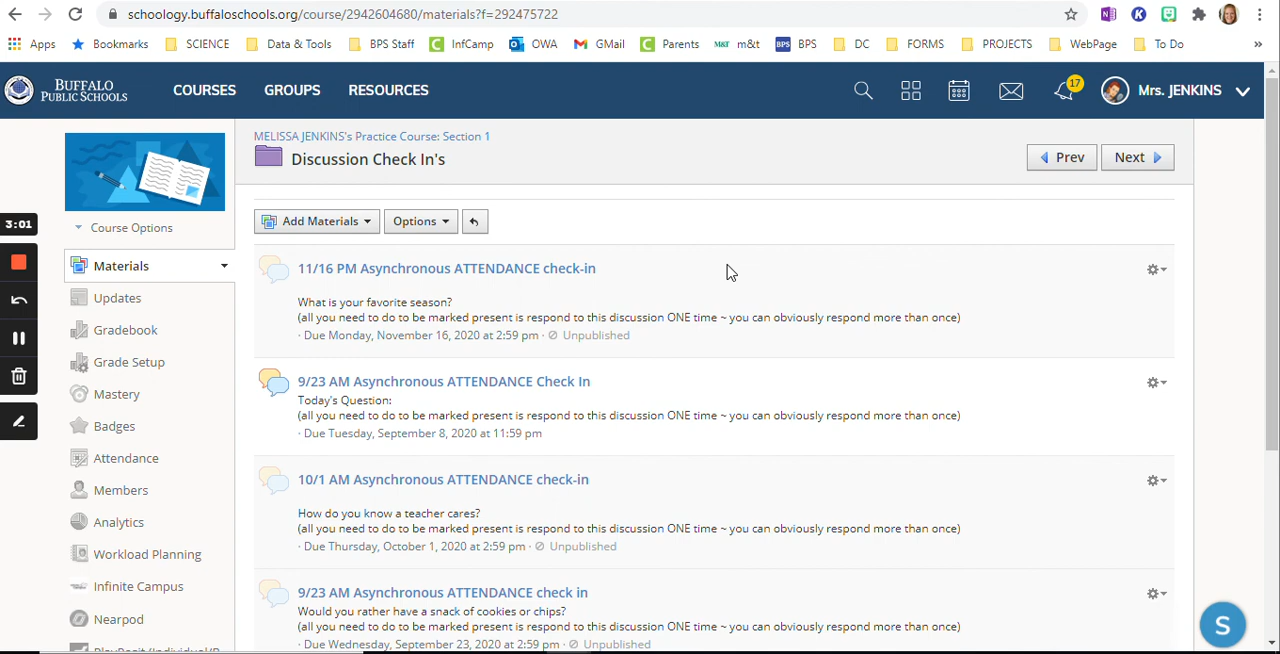 schoology.buffaloschools.org/course/2942604680/materials?f=292475722
Apps Bookmarks SCIENCE Data & Tools BPS Staff InfCamp OWA GMail Parents M&T m&t BPS BPS DC FORMS PROJECTS WebPage To Do »
BUFFALO
PUBLIC SCHOOLS
COURSES GROUPS RESOURCES 17 Mrs. JENKINS
MELISSA JENKINS's Practice Course: Section 1
Discussion Check In's
Prev Next
3:01
Course Options
Add Materials Options
Materials
Updates
Gradebook
Grade Setup
Mastery
Badges
Attendance
Members
Analytics
Workload Planning
Infinite Campus
Nearpod
11/16 PM Asynchronous ATTENDANCE check-in
What is your favorite season?
(all you need to do to be marked present is respond to this discussion ONE time ~ you can obviously respond more than once)
· Due Monday, November 16, 2020 at 2:59 pm · Unpublished
9/23 AM Asynchronous ATTENDANCE Check In
Today's Question:
(all you need to do to be marked present is respond to this discussion ONE time ~ you can obviously respond more than once)
· Due Tuesday, September 8, 2020 at 11:59 pm
10/1 AM Asynchronous ATTENDANCE check-in
How do you know a teacher cares?
(all you need to do to be marked present is respond to this discussion ONE time ~ you can obviously respond more than once)
· Due Thursday, October 1, 2020 at 2:59 pm · Unpublished
9/23 AM Asynchronous ATTENDANCE check in
Would you rather have a snack of cookies or chips?
(all you need to do to be marked present is respond to this discussion ONE time ~ you can obviously respond more than once)
· Due Wednesday, September 23, 2020 at 2:59 pm · Unpublished
S